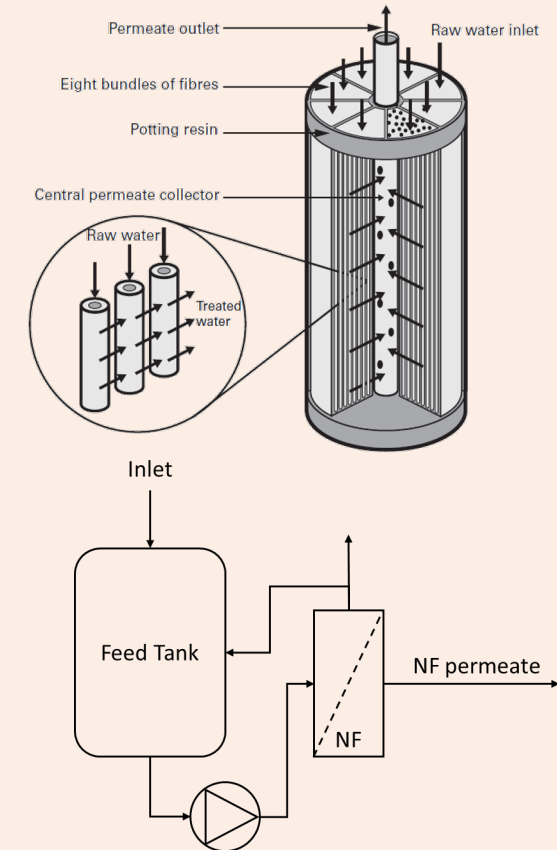 Permeate outlet
Raw water inlet
Eight bundles of fibres
Potting resin
Central permeate collector
Raw water
Treated
water
Inlet
Feed Tank
NF permeate
NF